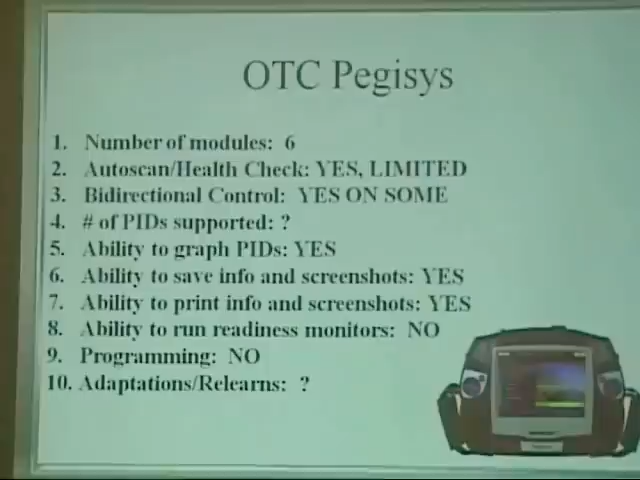 OTC Pegisys
1. Number of modules: 6
2. Autoscan/Health Check: YES, LIMITED
3. Bidirectional Control: YES ON SOME
4. # of PIDs supported: ?
5. Ability to graph PIDs: YES
6. Ability to save info and screenshots: YES
7. Ability to print info and screenshots: YES
8. Ability to run readiness monitors: NO
9. Programming: NO
10. Adaptations/Relearns: ?